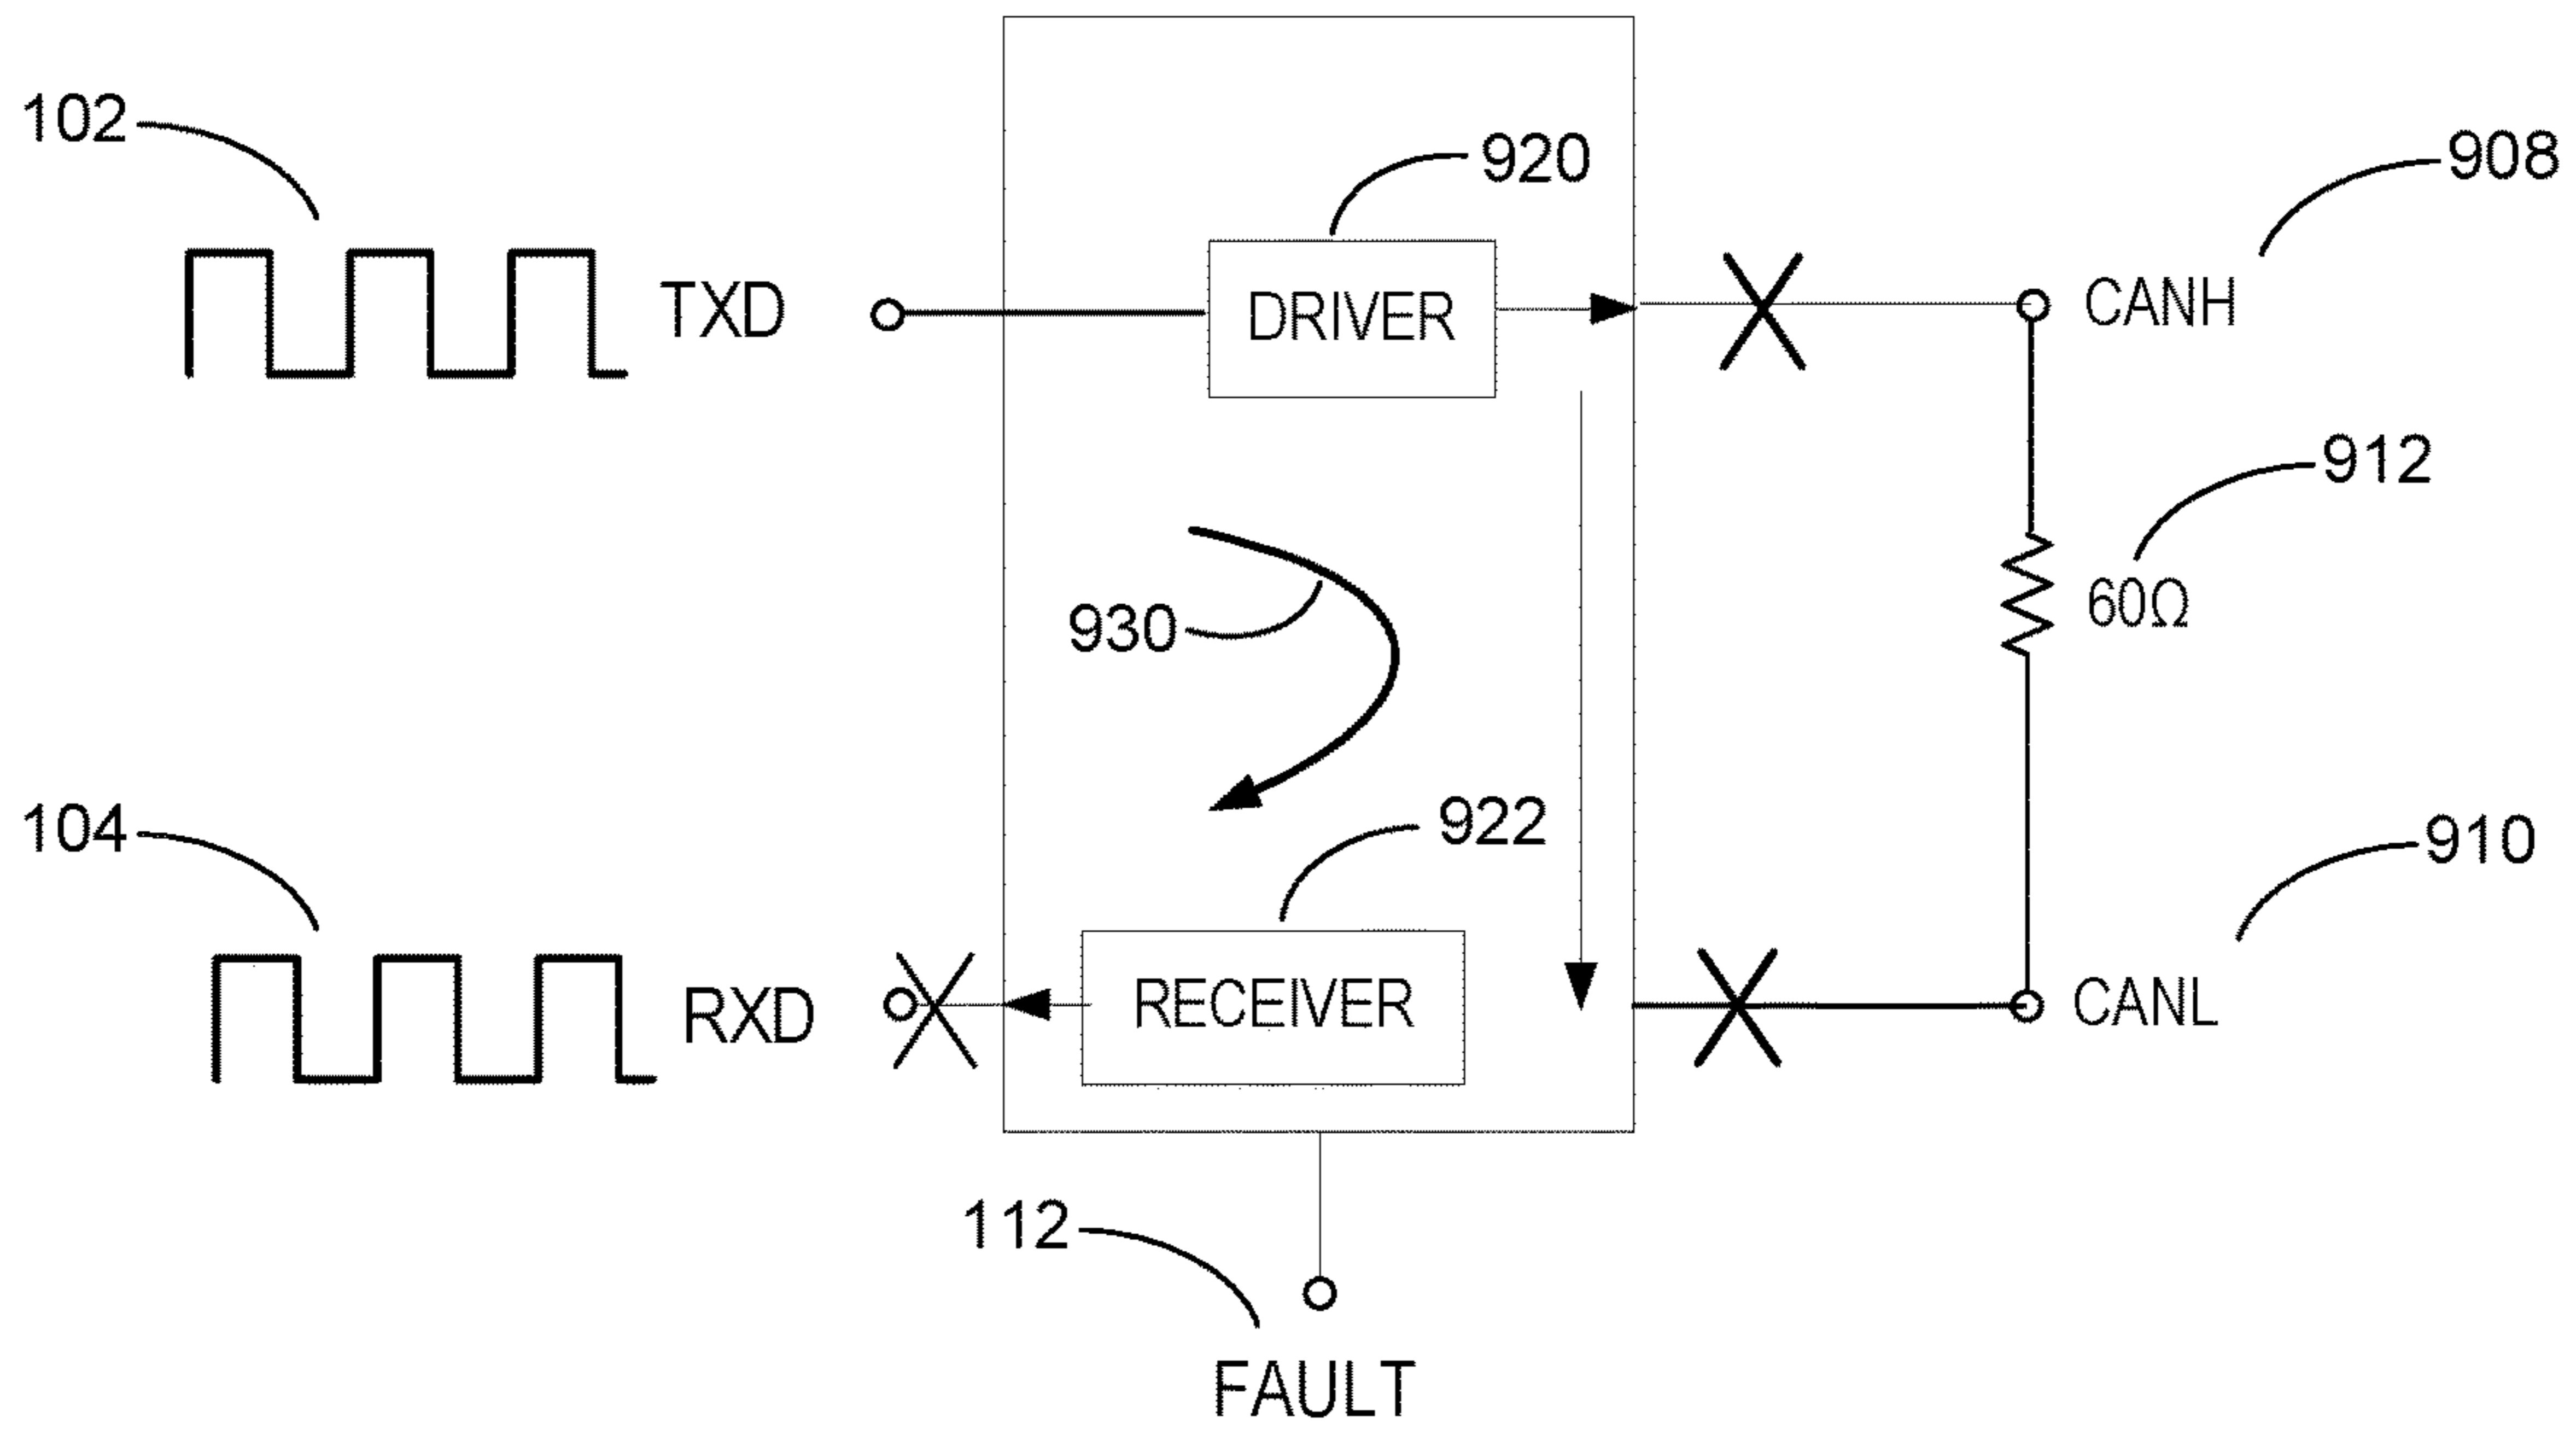 102
920
908
TXD
DRIVER
CANH
912
60Ω
930
104
922
910
RXD
RECEIVER
CANL
112
FAULT